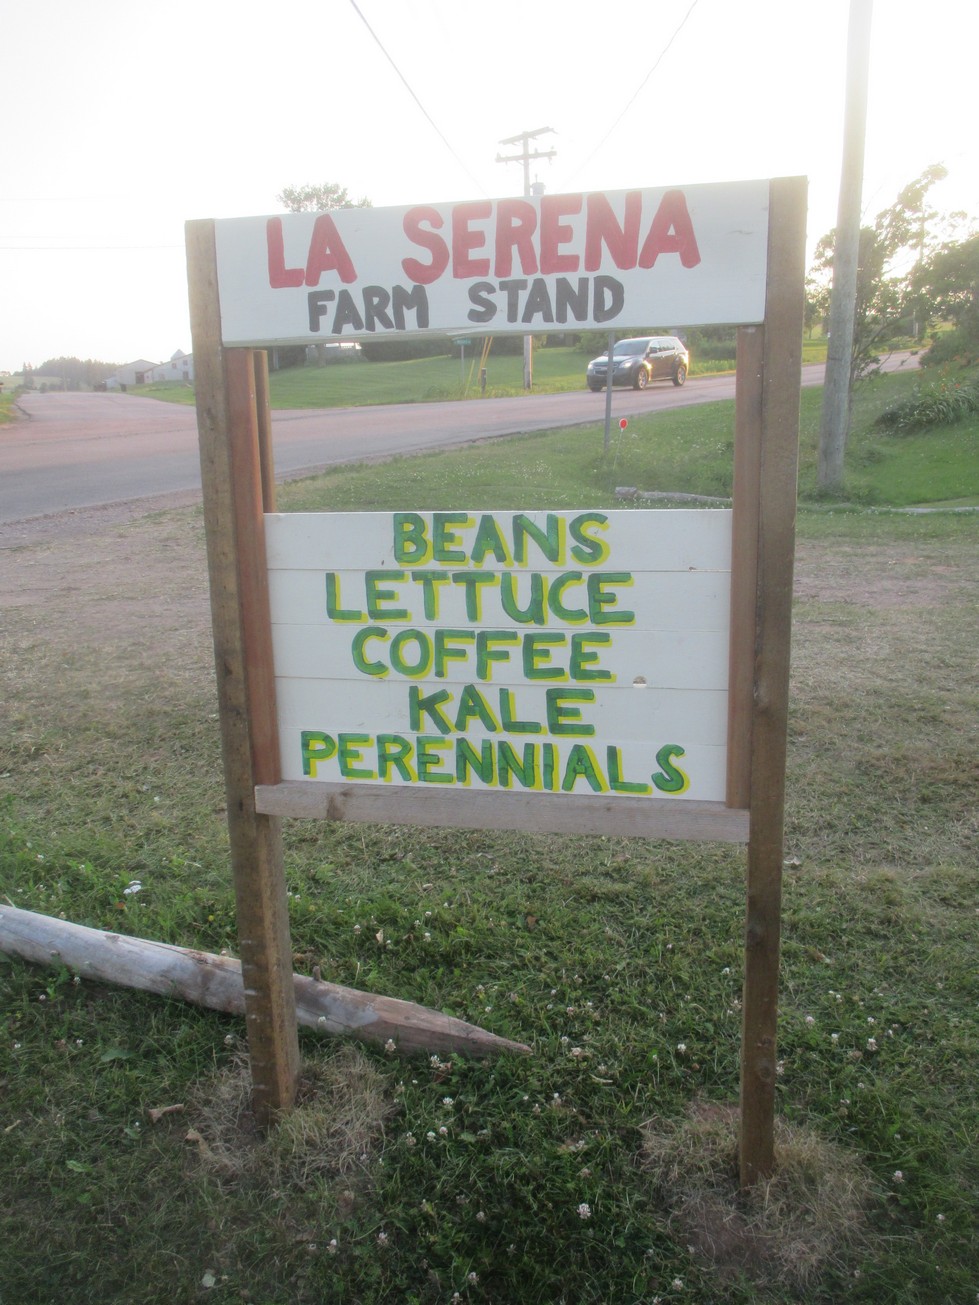 LA SERENA
FARM STAND
BEANS
LETTUCE
COFFEE
KALE
PERENNIALS